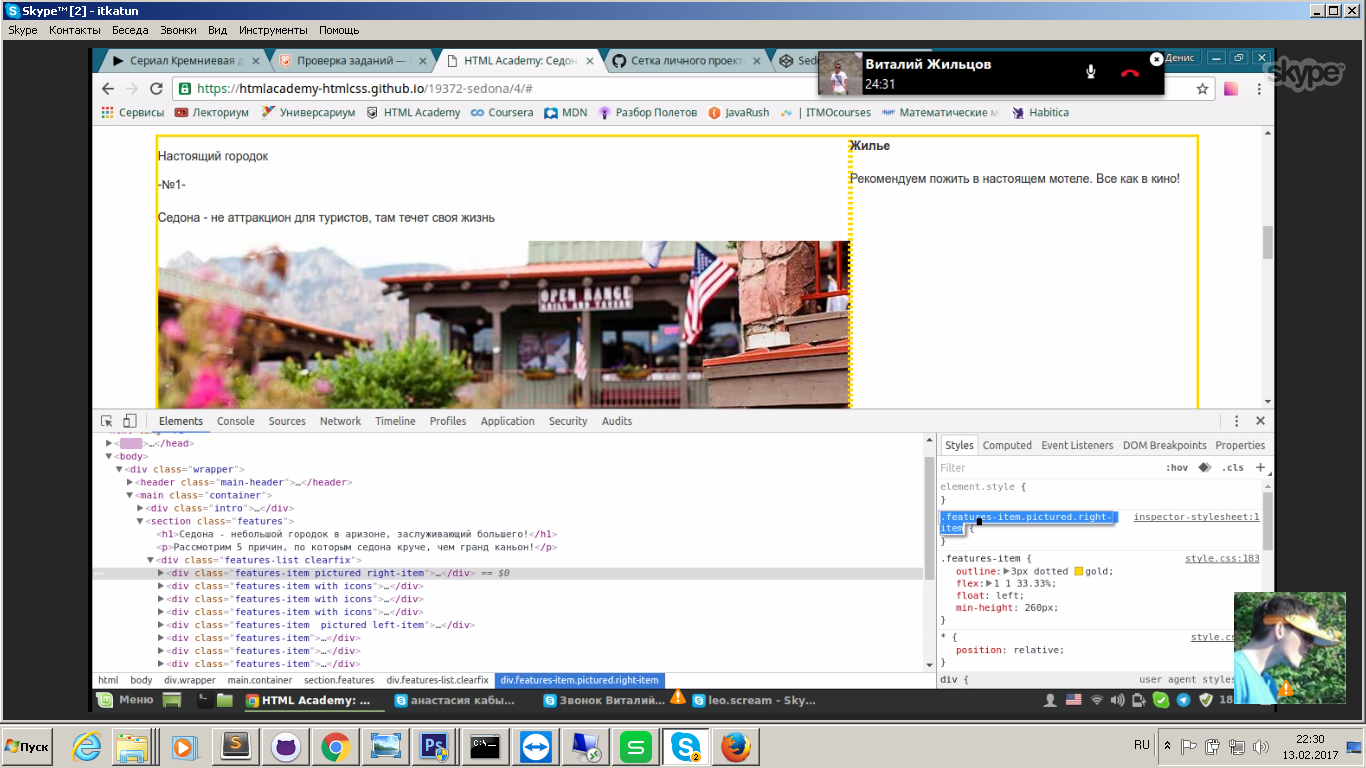 Skype™[2] - itkatun
Skype Контакты Беседа Звонки Вид Инструменты Помощь
Сериал Кремниевая д
Проверка заданий —
HTML Academy: Седон
Сетка личного проект
Sed
Денис
Виталий Жильцов
24:31
skype
https://htmlacademy-htmlcss.github.io/19372-sedona/4/#
Сервисы Лекториум Универсариум HTML Academy Coursera MDN Разбор Полетов JavaRush | ITMOcourses Математические Habitica
Настоящий городок
-№1-
Седона - не аттракцион для туристов, там течет своя жизнь
Жилье
Рекомендуем пожить в настоящем мотеле. Все как в кино!
OPEN RANGE
GRILL AND TAVERN
Elements Console Sources Network Timeline Profiles Application Security Audits
…</head>
<body>
<div class="wrapper">
<header class="main-header">…</header>
<main class="container">
<div class="intro">…</div>
<section class="features">
<h1>Седона - небольшой городок в аризоне, заслуживающий большего!</h1>
<p>Рассмотрим 5 причин, по которым седона круче, чем гранд каньон!</p>
<div class="features-list clearfix">
<div class="features-item pictured right-item">…</div> == $0
<div class="features-item with icons">…</div>
<div class="features-item with icons">…</div>
<div class="features-item with icons">…</div>
<div class="features-item  pictured left-item">…</div>
<div class="features-item">…</div>
<div class="features-item">…</div>
<div class="features-item">…</div>
html body div.wrapper main.container section.features div.features-list.clearfix div.features-item.pictured.right-item
Styles Computed Event Listeners DOM Breakpoints Properties
Filter :hov .cls +
element.style {
}
.features-item.pictured.right- inspector-stylesheet:1
item {
}
.features-item { style.css:183
outline: 3px dotted gold;
flex: 1 1 33.33%;
float: left;
min-height: 260px;
}
* { style.c
position: relative;
}
div { user agent styles
Меню
HTML Academy: ...
анастасия кабы...
Звонок Виталий...
leo.scream - Sky...
18
Пуск
C:\
2
RU
22:30
13.02.2017